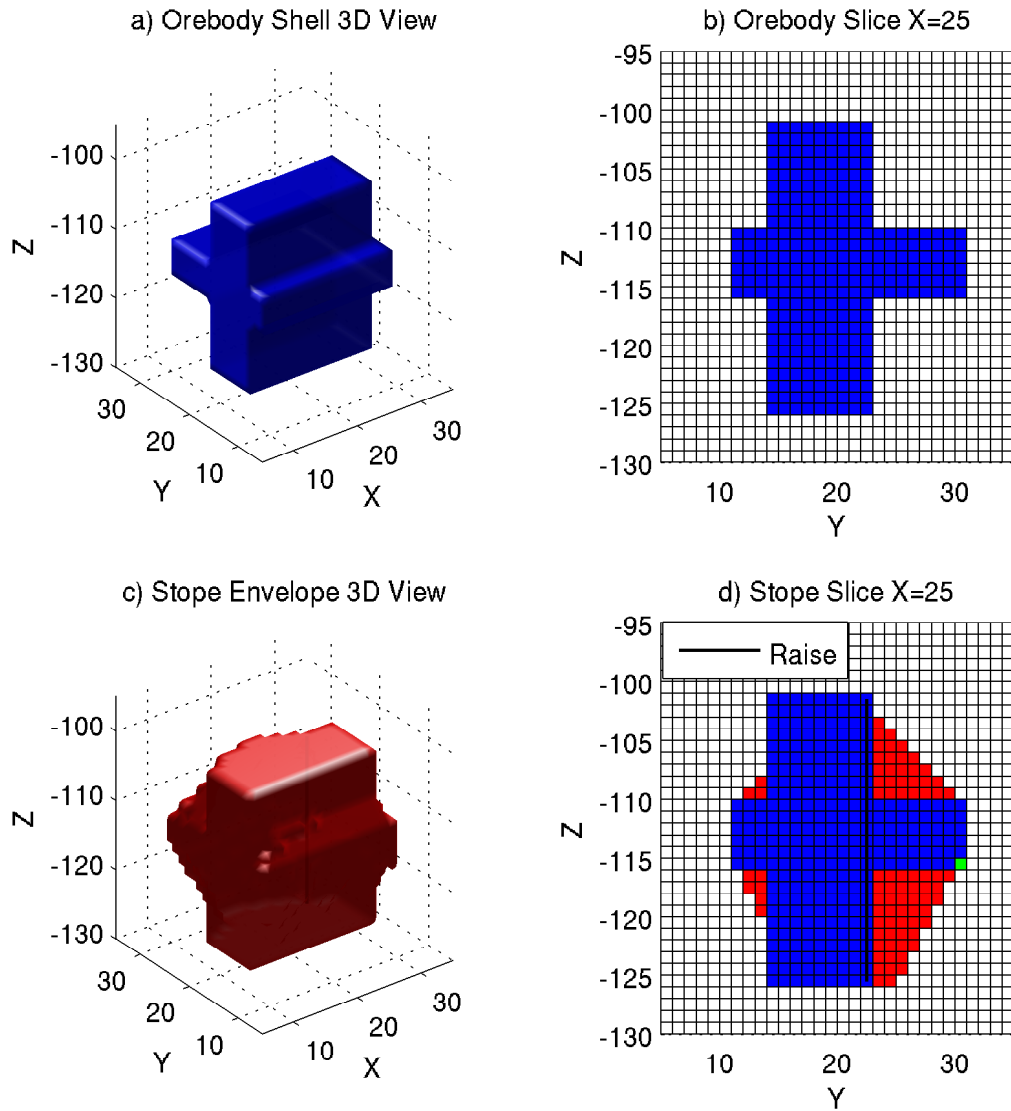 a) Orebody Shell 3D View
-100
-110
-120
-130
Z
30
20
10
Y
10
20
30
X
b) Orebody Slice X=25
-95
-100
-105
-110
-115
-120
-125
-130
Z
10
20
30
Y
c) Stope Envelope 3D View
-100
-110
-120
-130
Z
30
20
10
Y
10
20
30
X
d) Stope Slice X=25
Raise
-95
-100
-105
-110
-115
-120
-125
-130
Z
10
20
30
Y